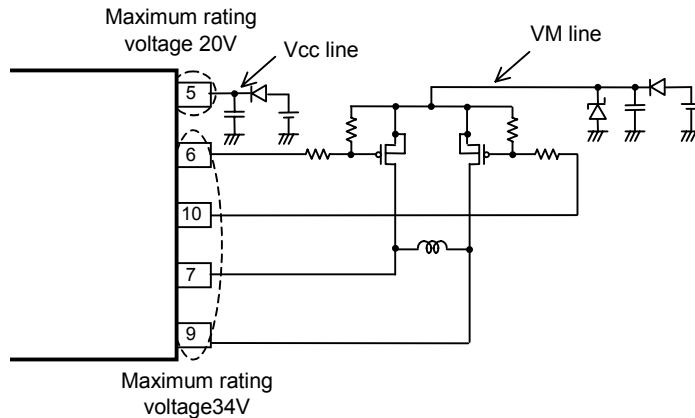 Maximum rating
voltage 20V
Vcc line
VM line
5
6
10
7
9
Maximum rating
voltage34V